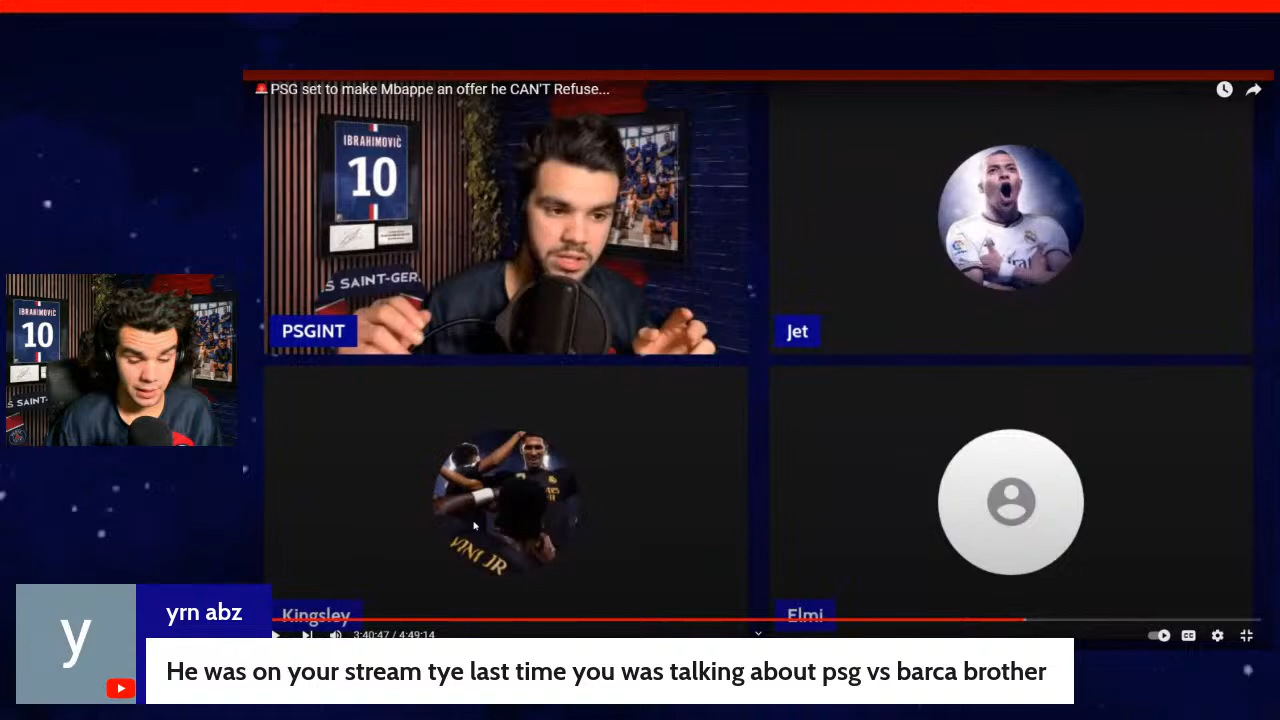 🚨PSG set to make Mbappe an offer he CAN'T Refuse...
IBRAHIMOVIĆ
10
SAINT-GER
PSGINT
Jet
IBRAHIMOVIĆ
10
SAINT-
VINI JR
Kingsley
Elmi
3:40:47 / 4:49:14
CC
y
yrn abz
He was on your stream tye last time you was talking about psg vs barca brother